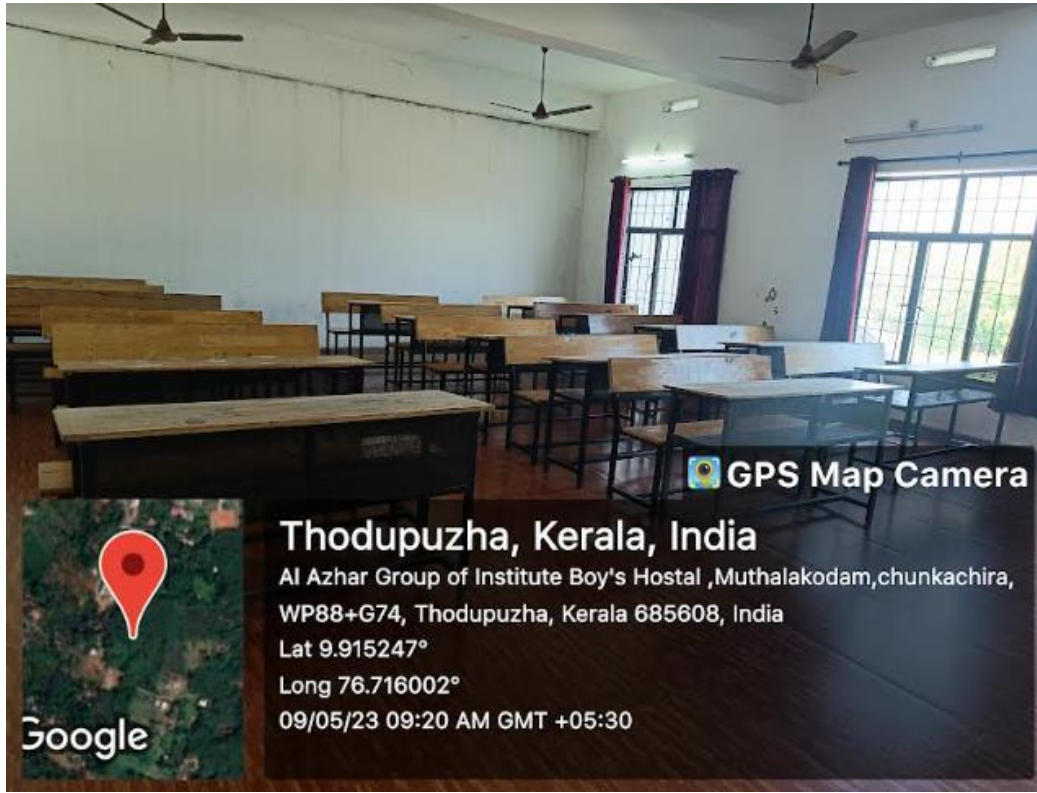 GPS Map Camera
Thodupuzha, Kerala, India
Al Azhar Group of Institute Boy's Hostal ,Muthalakodam,chunkachira,
WP88+G74, Thodupuzha, Kerala 685608, India
Lat 9.915247°
Long 76.716002°
09/05/23 09:20 AM GMT +05:30
Google